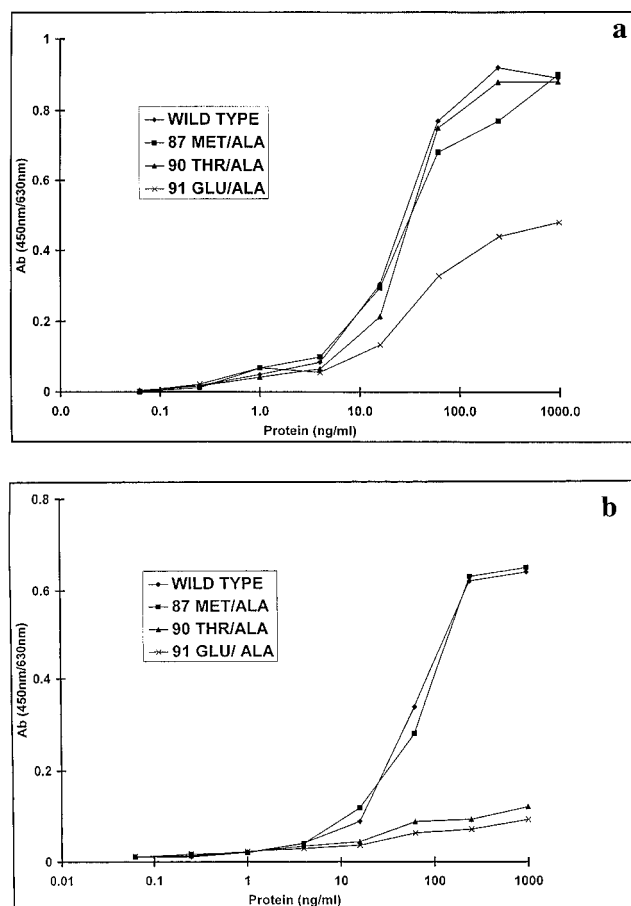 a
1
0.8
0.6
0.4
0.2
0
Ab (450nm/630nm)
WILD TYPE
87 MET/ALA
90 THR/ALA
91 GLU/ALA
0.0 0.1 1.0 10.0 100.0 1000.0
Protein (ng/ml)
b
0.8
0.6
0.4
0.2
0
Ab (450nm/630nm)
WILD TYPE
87 MET/ALA
90 THR/ALA
91 GLU/ ALA
0.01 0.1 1 10 100 1000
Protein (ng/ml)